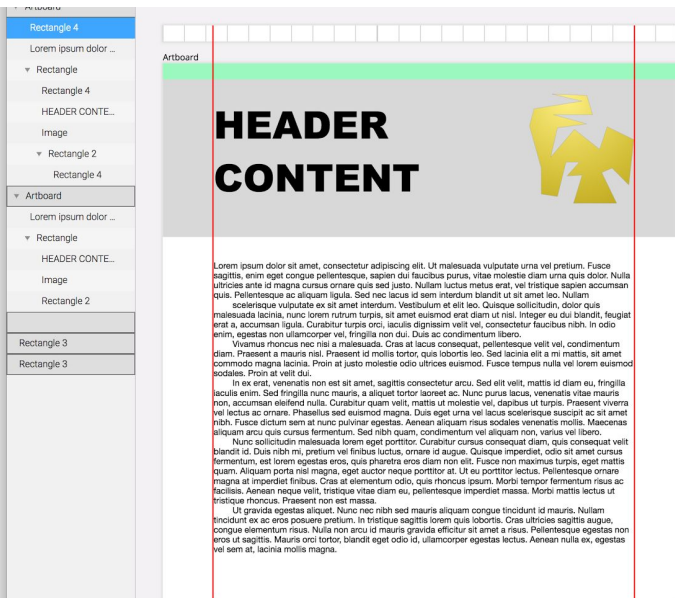 Artboard
Rectangle 4
Lorem ipsum dolor ...
Rectangle
Rectangle 4
HEADER CONTE...
Image
Rectangle 2
Rectangle 4
Artboard
Lorem ipsum dolor ...
Rectangle
HEADER CONTE...
Image
Rectangle 2
Rectangle 3
Rectangle 3
Artboard
HEADER
CONTENT
Lorem ipsum dolor sit amet, consectetur adipiscing elit. Ut malesuada vulputate urna vel pretium. Fusce
sagittis, enim eget congue pellentesque, sapien dui faucibus purus, vitae molestie diam urna quis dolor. Nulla
ultricies ante id magna cursus ornare quis sed justo. Nullam luctus metus erat, vel tristique sapien accumsan
quis. Pellentesque ac aliquam ligula. Sed nec lacus id sem interdum blandit ut sit amet leo. Nullam
scelerisque vulputate ex sit amet interdum. Vestibulum et elit leo. Quisque sollicitudin, dolor quis
malesuada lacinia, nunc lorem rutrum turpis, sit amet euismod erat diam ut nisl. Integer eu dui blandit, feugiat
erat a, accumsan ligula. Curabitur turpis orci, iaculis dignissim velit vel, consectetur faucibus nibh. In odio
enim, egestas non ullamcorper vel, fringilla non dui. Duis ac condimentum libero.
Vivamus rhoncus nec nisi a malesuada. Cras at lacus consequat, pellentesque velit vel, condimentum
diam. Praesent a mauris nisl. Praesent id mollis tortor, quis lobortis leo. Sed lacinia elit a mi mattis, sit amet
commodo magna lacinia. Proin at justo molestie odio ultrices euismod. Fusce tempus nulla vel lorem euismod
sodales. Proin at velit dui.
In ex erat, venenatis non est sit amet, sagittis consectetur arcu. Sed elit velit, mattis id diam eu, fringilla
iaculis enim. Sed fringilla nunc mauris, a aliquet tortor laoreet ac. Nunc purus lacus, venenatis vitae mauris
non, accumsan eleifend nulla. Curabitur quam velit, mattis ut molestie vel, dapibus ut turpis. Praesent viverra
vel lectus ac ornare. Phasellus sed euismod magna. Duis eget urna vel lacus scelerisque suscipit ac sit amet
nibh. Fusce dictum sem at nunc pulvinar egestas. Aenean aliquam risus sodales venenatis mollis. Maecenas
aliquam arcu quis cursus fermentum. Sed nibh quam, condimentum vel aliquam non, varius vel libero.
Nunc sollicitudin malesuada lorem eget porttitor. Curabitur cursus consequat diam, quis consequat velit
blandit id. Duis nibh mi, pretium vel finibus luctus, ornare id augue. Quisque imperdiet, odio sit amet cursus
fermentum, est lorem egestas eros, quis pharetra eros diam non elit. Fusce non maximus turpis, eget mattis
quam. Aliquam porta nisl magna, eget auctor neque porttitor at. Ut eu porttitor lectus. Pellentesque ornare
magna at imperdiet finibus. Cras at elementum odio, quis rhoncus ipsum. Morbi tempor fermentum risus ac
facilisis. Aenean neque velit, tristique vitae diam eu, pellentesque imperdiet massa. Morbi mattis lectus ut
tristique rhoncus. Praesent non est massa.
Ut gravida egestas aliquet. Nunc nec nibh sed mauris aliquam congue tincidunt id mauris. Nullam
tincidunt ex ac eros posuere pretium. In tristique sagittis lorem quis lobortis. Cras ultricies sagittis augue,
congue elementum risus. Nulla non arcu id mauris gravida efficitur sit amet a risus. Pellentesque egestas non
eros ut sagittis. Mauris orci tortor, blandit eget odio id, ullamcorper egestas lectus. Aenean nulla ex, egestas
vel sem at, lacinia mollis magna.